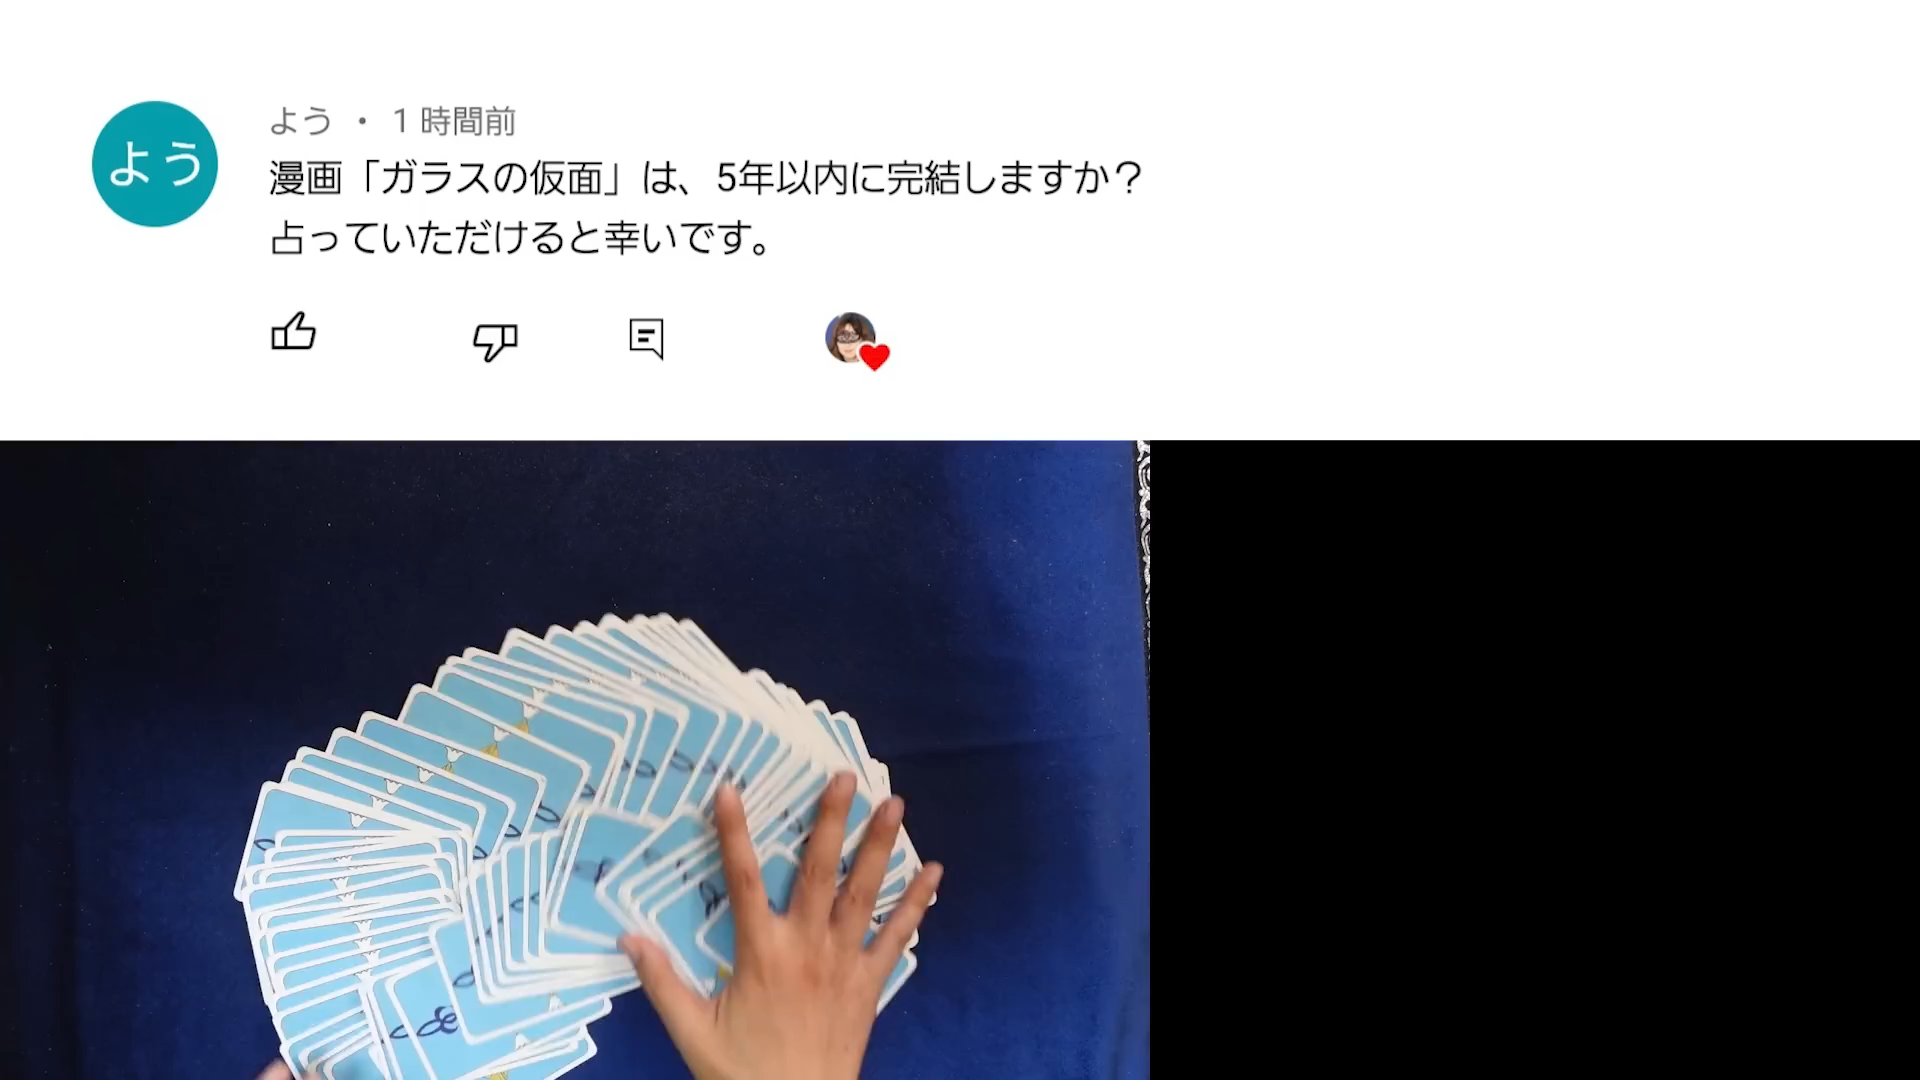 よう ・ 1 時間前
よう
漫画「ガラスの仮面」は、5年以内に完結しますか？
占っていただけると幸いです。